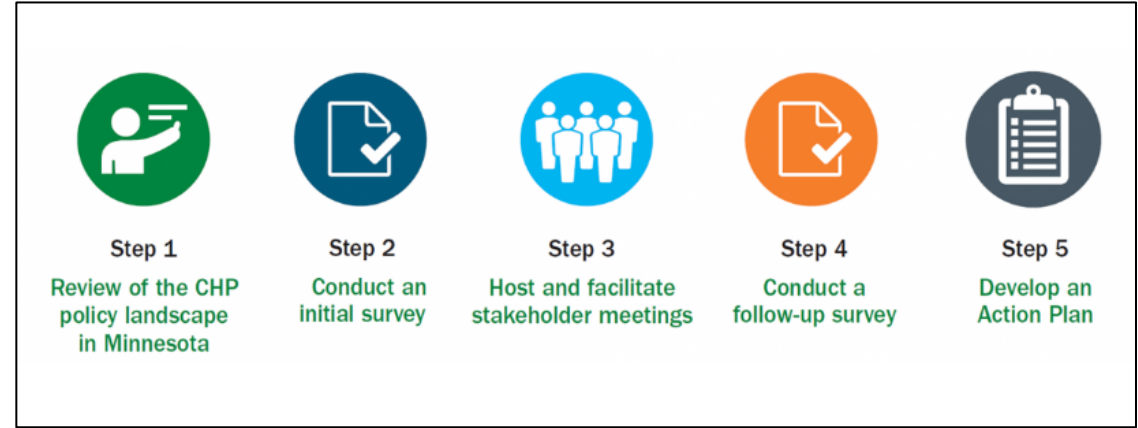 Step 1
Review of the CHP
policy landscape
in Minnesota
Step 2
Conduct an
initial survey
Step 3
Host and facilitate
stakeholder meetings
Step 4
Conduct a
follow-up survey
Step 5
Develop an
Action Plan